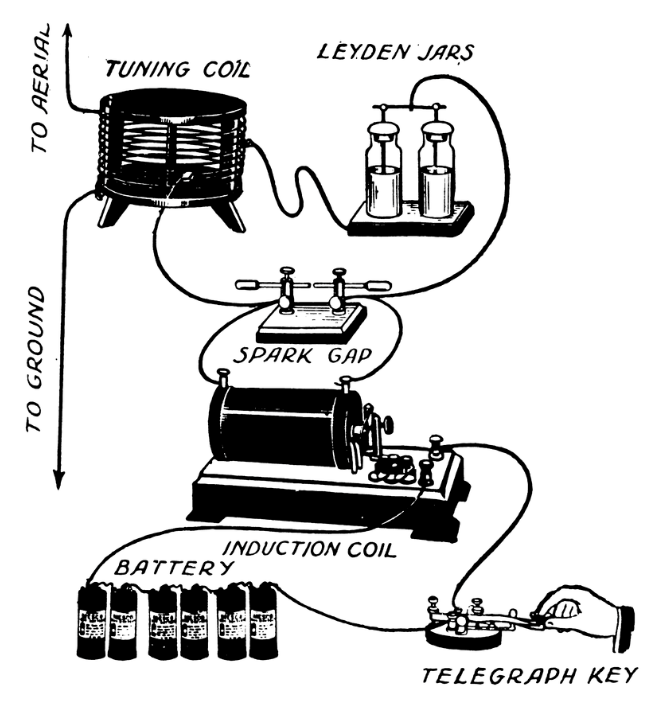 TO AERIAL
TUNING COIL
LEYDEN JARS
TO GROUND
SPARK GAP
INDUCTION COIL
BATTERY
TELEGRAPH KEY